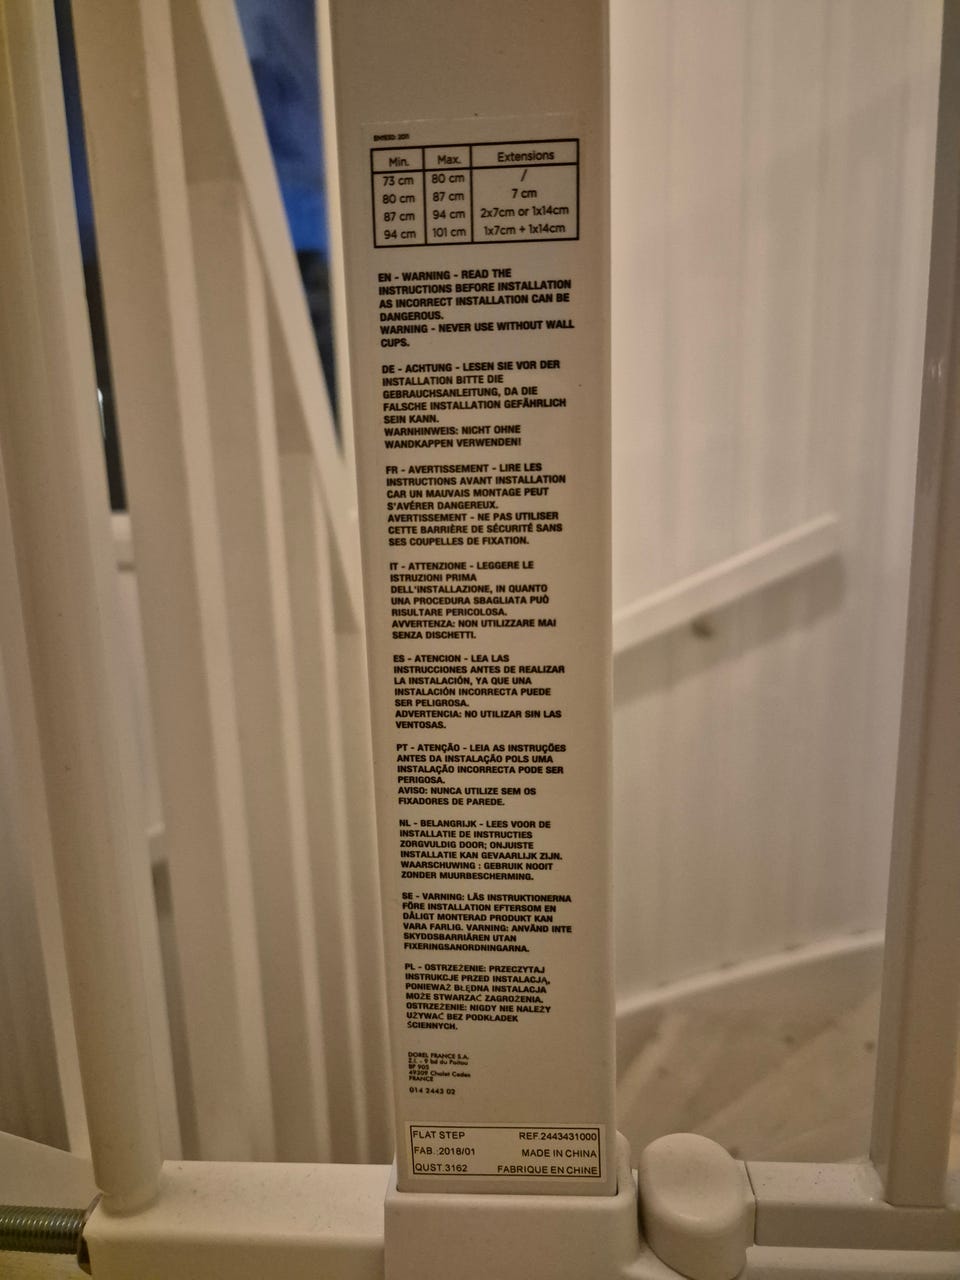 EN1930: 2011
Min. Max. Extensions
73 cm 80 cm /
80 cm 87 cm 7 cm
87 cm 94 cm 2x7cm or 1x14cm
94 cm 101 cm 1x7cm + 1x14cm
EN - WARNING - READ THE
INSTRUCTIONS BEFORE INSTALLATION
AS INCORRECT INSTALLATION CAN BE
DANGEROUS.
WARNING - NEVER USE WITHOUT WALL
CUPS.
DE - ACHTUNG - LESEN SIE VOR DER
INSTALLATION BITTE DIE
GEBRAUCHSANLEITUNG, DA DIE
FALSCHE INSTALLATION GEFÄHRLICH
SEIN KANN.
WARNHINWEIS: NICHT OHNE
WANDKAPPEN VERWENDEN!
FR - AVERTISSEMENT - LIRE LES
INSTRUCTIONS AVANT INSTALLATION
CAR UN MAUVAIS MONTAGE PEUT
S'AVÉRER DANGEREUX.
AVERTISSEMENT - NE PAS UTILISER
CETTE BARRIÈRE DE SÉCURITÉ SANS
SES COUPELLES DE FIXATION.
IT - ATTENZIONE - LEGGERE LE
ISTRUZIONI PRIMA
DELL'INSTALLAZIONE, IN QUANTO
UNA PROCEDURA SBAGLIATA PUÒ
RISULTARE PERICOLOSA.
AVVERTENZA: NON UTILIZZARE MAI
SENZA DISCHETTI.
ES - ATENCION - LEA LAS
INSTRUCCIONES ANTES DE REALIZAR
LA INSTALACIÓN, YA QUE UNA
INSTALACIÓN INCORRECTA PUEDE
SER PELIGROSA.
ADVERTENCIA: NO UTILIZAR SIN LAS
VENTOSAS.
PT - ATENÇÃO - LEIA AS INSTRUÇÕES
ANTES DA INSTALAÇÃO POLS UMA
INSTALAÇÃO INCORRECTA PODE SER
PERIGOSA.
AVISO: NUNCA UTILIZE SEM OS
FIXADORES DE PAREDE.
NL - BELANGRIJK - LEES VOOR DE
INSTALLATIE DE INSTRUCTIES
ZORGVULDIG DOOR; ONJUISTE
INSTALLATIE KAN GEVAARLIJK ZIJN.
WAARSCHUWING : GEBRUIK NOOIT
ZONDER MUURBESCHERMING.
SE - VARNING: LÄS INSTRUKTIONERNA
FÖRE INSTALLATION EFTERSOM EN
DÅLIGT MONTERAD PRODUKT KAN
VARA FARLIG. VARNING: ANVÄND INTE
SKYDDSBARRIÄREN UTAN
FIXERINGSANORDNINGARNA.
PL - OSTRZEŻENIE: PRZECZYTAJ
INSTRUKCJE PRZED INSTALACJĄ,
PONIEWAŻ BŁĘDNA INSTALACJA
MOŻE STWARZAĆ ZAGROŻENIA.
OSTRZEŻENIE: NIGDY NIE NALEŻY
UŻYWAĆ BEZ PODKŁADEK
ŚCIENNYCH.
DOREL FRANCE S.A.
Z.I. - 9 bd du Poitou
BP 905
49309 Cholet Cedex
FRANCE
014 2443 02
FLAT STEP REF.2443431000
FAB.:2018/01 MADE IN CHINA
QUST.3162 FABRIQUE EN CHINE